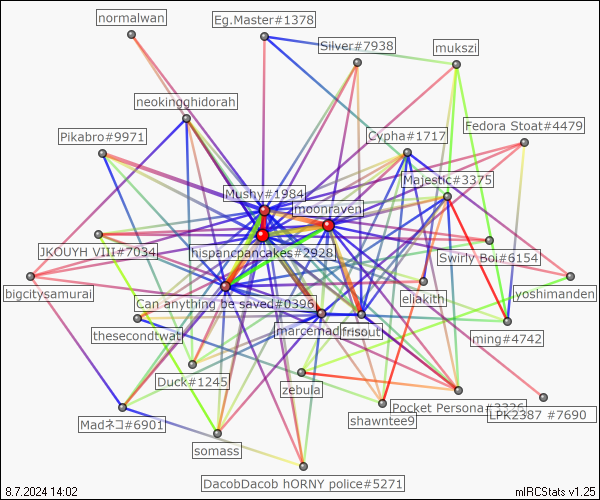 normalwan
Eg.Master#1378
Silver#7938
mukszi
neokingghidorah
Pikabro#9971
Cypha#1717
Fedora Stoat#4479
Majestic#3375
Mushy#1984
moonraven
JKOUYH VIII#7034
hispancpancakes#2928
Swirly Boi#6154
bigcitysamurai
Can anything be saved#0396
eliakith
yoshimanden
thesecondtwat
marcemad
frisout
ming#4742
Duck#1245
zebula
Pocket Persona#3336
LPK2387 #7690
Madネコ#6901
shawntee9
somass
DacobDacob hORNY police#5271
8.7.2024 14:02
mIRCStats v1.25